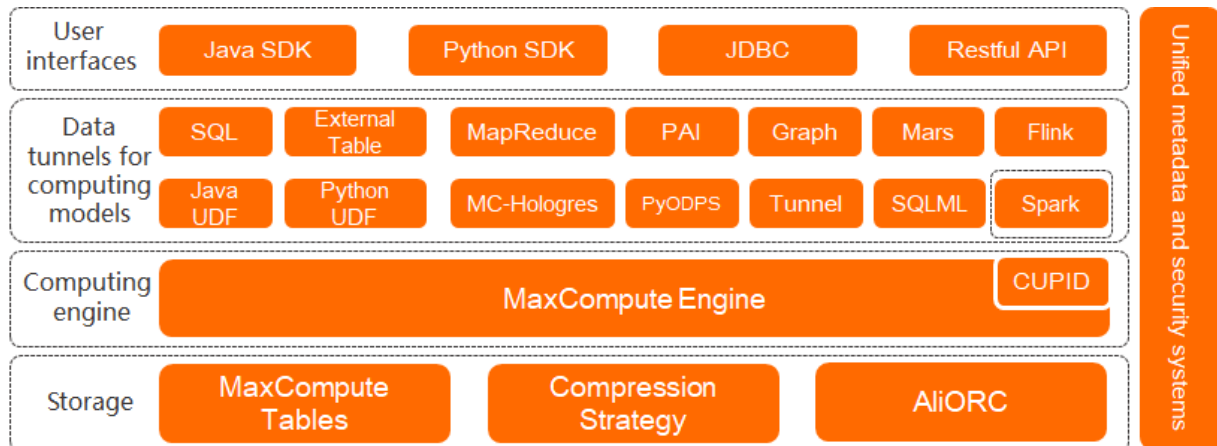 User
interfaces
Java SDK
Python SDK
JDBC
Restful API
Data
tunnels for
computing
models
SQL
External
Table
MapReduce
PAI
Graph
Mars
Flink
Java
UDF
Python
UDF
MC-Hologres
PyODPS
Tunnel
SQLML
Spark
Computing
engine
MaxCompute Engine
CUPID
Storage
MaxCompute
Tables
Compression
Strategy
AliORC
Unified metadata and security systems